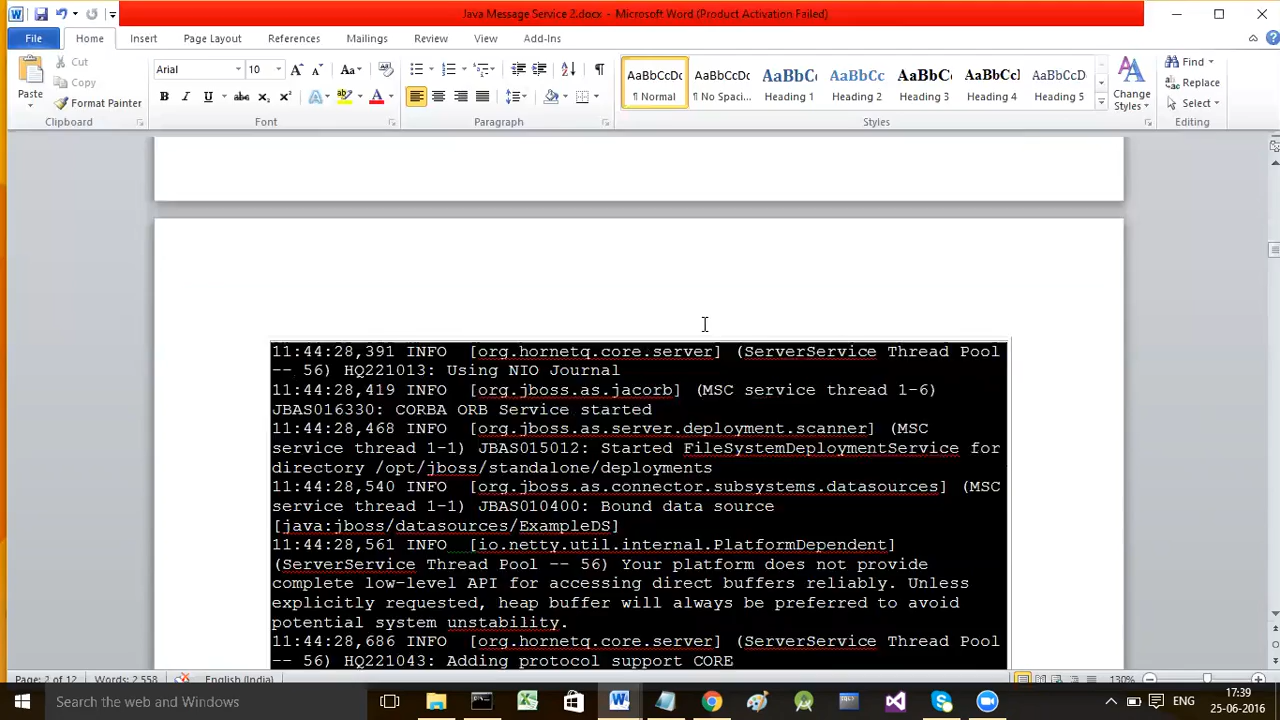 Java Message Service 2.docx - Microsoft Word (Product Activation Failed)
File Home Insert Page Layout References Mailings Review View Add-Ins
Paste Cut Copy Format Painter
Clipboard
Arial 10
Font
Paragraph
AaBbCcDc AaBbCcDc AaBbCc AaBbCc AaBbCc AaBbCcI AaBbCcDc
¶ Normal ¶ No Spaci... Heading 1 Heading 2 Heading 3 Heading 4 Heading 5
Change Styles
Styles
Find
Replace
Select
Editing
11:44:28,391 INFO [org.hornetq.core.server] (ServerService Thread Pool
-- 56) HQ221013: Using NIO Journal
11:44:28,419 INFO [org.jboss.as.jacorb] (MSC service thread 1-6)
JBAS016330: CORBA ORB Service started
11:44:28,468 INFO [org.jboss.as.server.deployment.scanner] (MSC
service thread 1-1) JBAS015012: Started FileSystemDeploymentService for
directory /opt/jboss/standalone/deployments
11:44:28,540 INFO [org.jboss.as.connector.subsystems.datasources] (MSC
service thread 1-1) JBAS010400: Bound data source
[java:jboss/datasources/ExampleDS]
11:44:28,561 INFO [io.netty.util.internal.PlatformDependent]
(ServerService Thread Pool -- 56) Your platform does not provide
complete low-level API for accessing direct buffers reliably. Unless
explicitly requested, heap buffer will always be preferred to avoid
potential system unstability.
11:44:28,686 INFO [org.hornetq.core.server] (ServerService Thread Pool
-- 56) HQ221043: Adding protocol support CORE
Page: 2 of 12 Words: 2,558 English (India) 130%
Search the web and Windows
ENG
17:39
25-06-2016